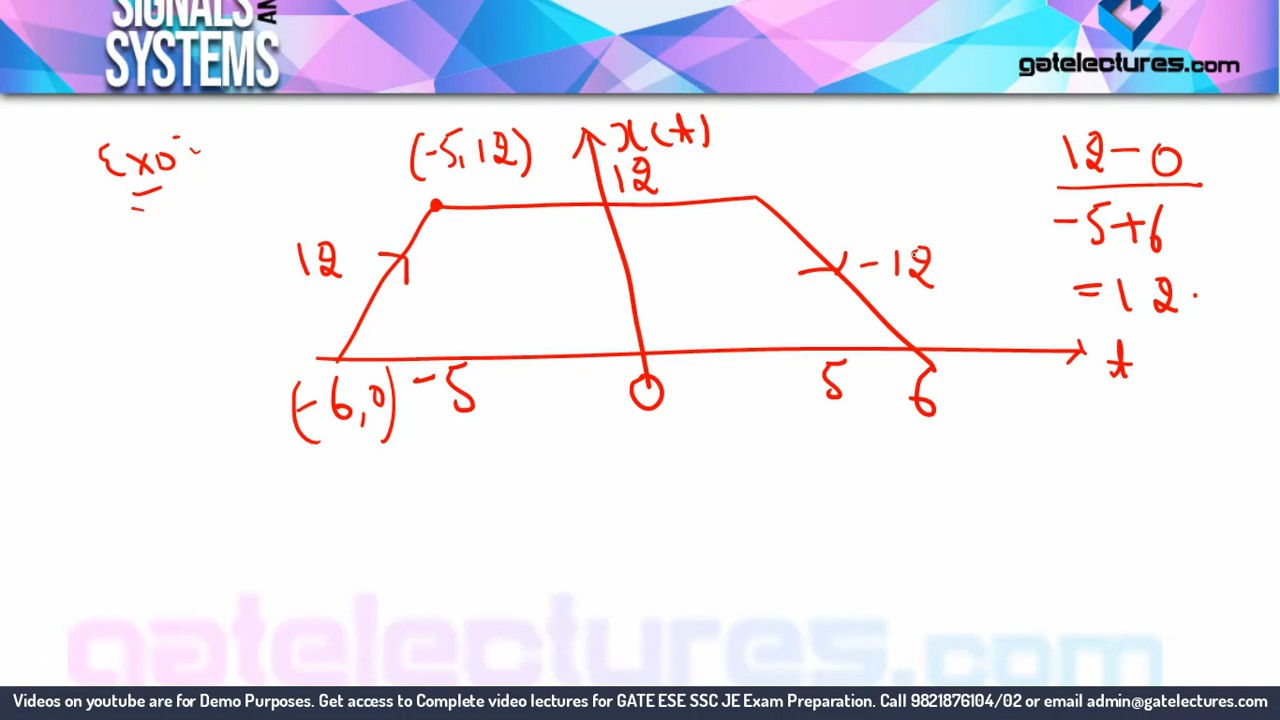 SIGNALS AND
SYSTEMS
gatelectures.com
Ex:
(-5,12)
x(t)
12
12
-12
12-0
-5+6
=12.
(-6,0)
-5
0
5
6
t
gatelectures.com
Videos on youtube are for Demo Purposes. Get access to Complete video lectures for GATE ESE SSC JE Exam Preparation. Call 9821876104/02 or email admin@gatelectures.com